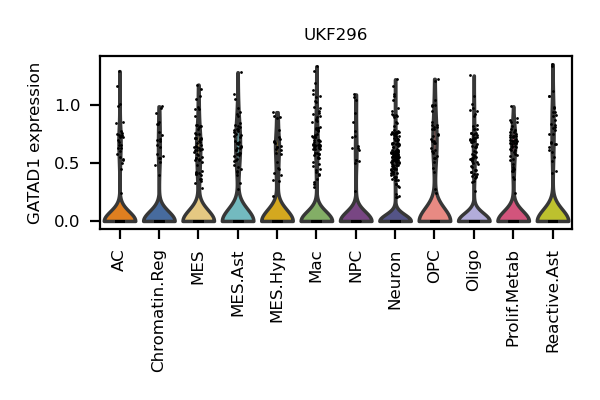 UKF296
GATAD1 expression
1.0
0.5
0.0
AC
Chromatin.Reg
MES
MES.Ast
MES.Hyp
Mac
NPC
Neuron
OPC
Oligo
Prolif.Metab
Reactive.Ast